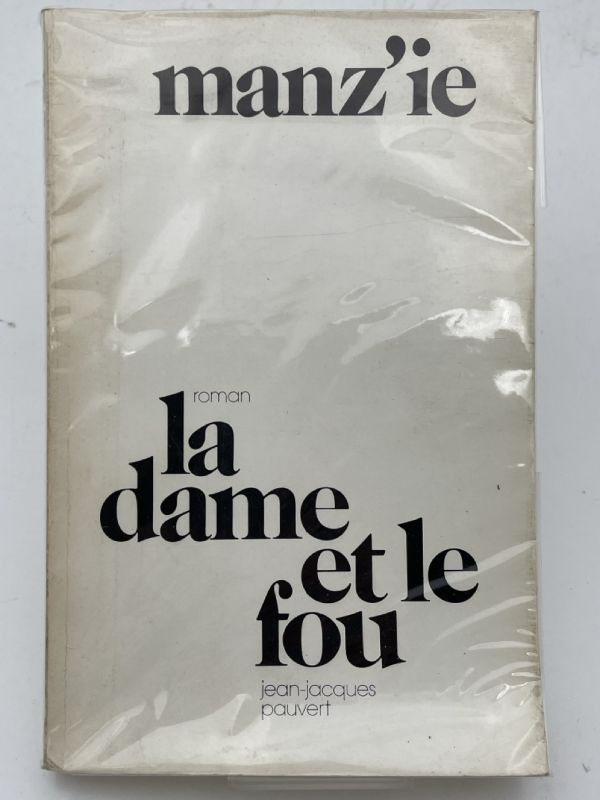 manz'ie
roman
la
dame
et le
fou
jean-jacques
pauvert